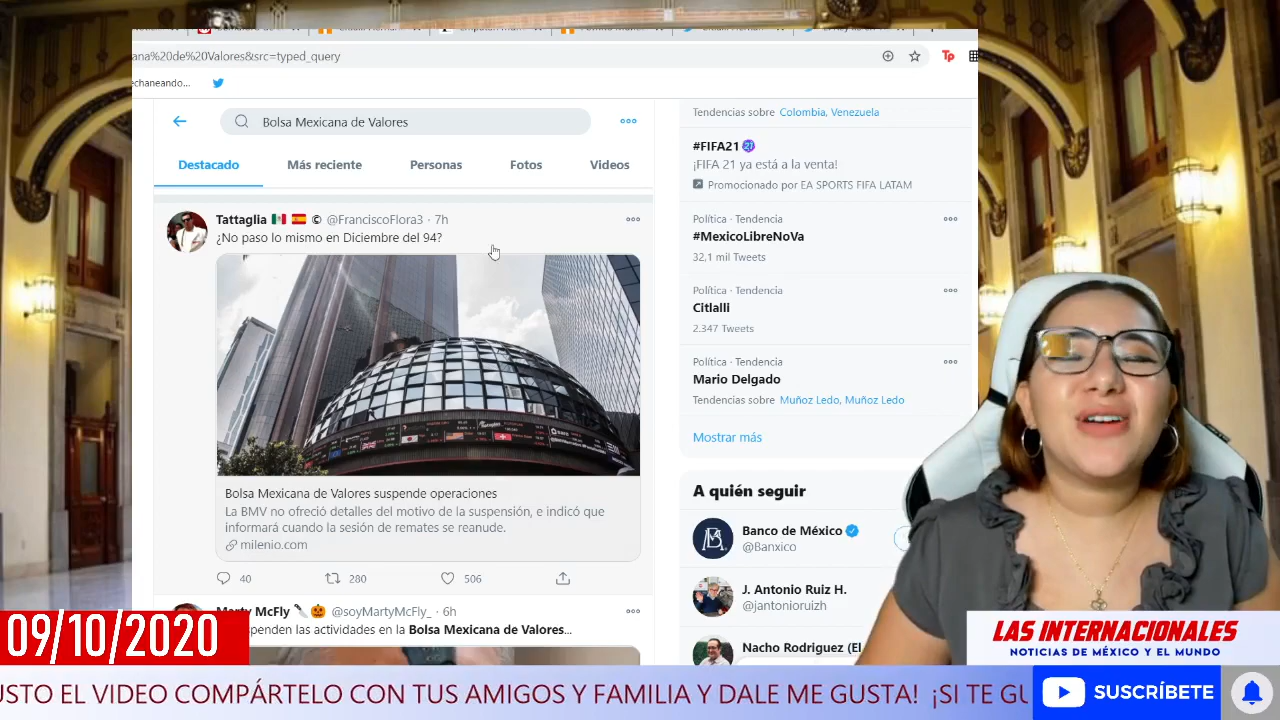 ana%20de%20Valores&src=typed_query
Tp
echaneando...
Bolsa Mexicana de Valores
Destacado
Más reciente
Personas
Fotos
Videos
Tattaglia © @FranciscoFlora3 · 7h
¿No paso lo mismo en Diciembre del 94?
Bolsa Mexicana de Valores suspende operaciones
La BMV no ofreció detalles del motivo de la suspensión, e indicó que
informará cuando la sesión de remates se reanude.
milenio.com
40
280
506
Marty McFly @soyMartyMcFly_ · 6h
spenden las actividades en la Bolsa Mexicana de Valores...
Tendencias sobre Colombia, Venezuela
#FIFA21
¡FIFA 21 ya está a la venta!
Promocionado por EA SPORTS FIFA LATAM
Política · Tendencia
#MexicoLibreNoVa
32,1 mil Tweets
Política · Tendencia
Citlalli
2.347 Tweets
Política · Tendencia
Mario Delgado
Tendencias sobre Muñoz Ledo, Muñoz Ledo
Mostrar más
A quién seguir
Banco de México
@Banxico
J. Antonio Ruiz H.
@jantonioruizh
Nacho Rodriguez (El
09/10/2020
LAS INTERNACIONALES
NOTICIAS DE MÉXICO Y EL MUNDO
USTO EL VIDEO COMPÁRTELO CON TUS AMIGOS Y FAMILIA Y DALE ME GUSTA! ¡SI TE GU
SUSCRÍBETE